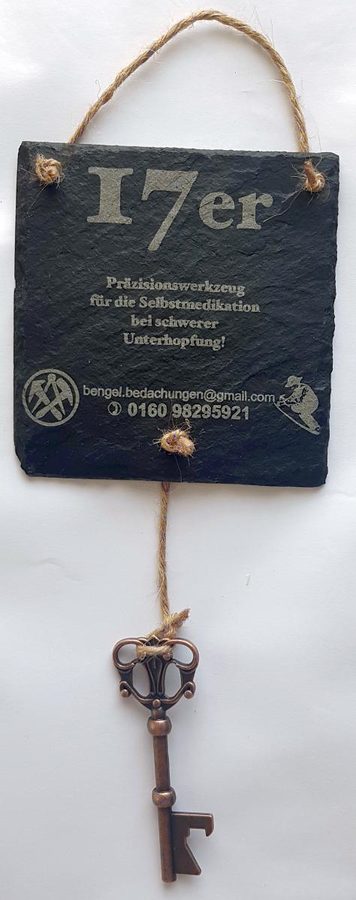 17er
Präzisionswerkzeug
für die Selbstmedikation
bei schwerer
Unterhopfung!
bengel.bedachungen@gmail.com
0160 98295921